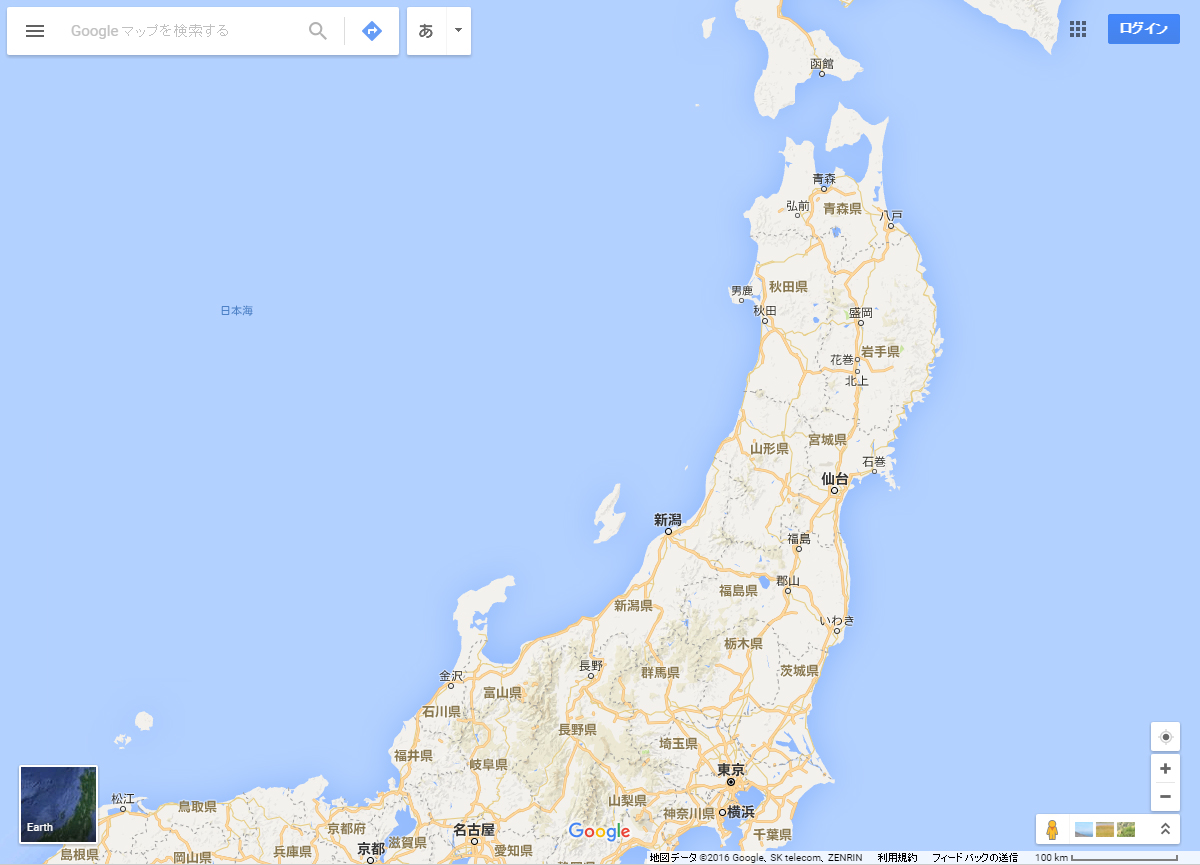 Google マップを検索する
あ
ログイン
函館
青森
弘前
青森県
八戸
男鹿
秋田県
秋田
盛岡
日本海
花巻
岩手県
北上
宮城県
山形県
石巻
仙台
新潟
福島
郡山
福島県
新潟県
いわき
栃木県
長野
群馬県
茨城県
金沢
富山県
石川県
長野県
埼玉県
福井県
岐阜県
東京
松江
鳥取県
山梨県
神奈川県
横浜
Earth
京都府
名古屋
Google
千葉県
滋賀県
愛知県
京都
兵庫県
島根県
岡山県
地図データ ©2016 Google、SK telecom、ZENRIN 利用規約 フィードバックの送信 100 km